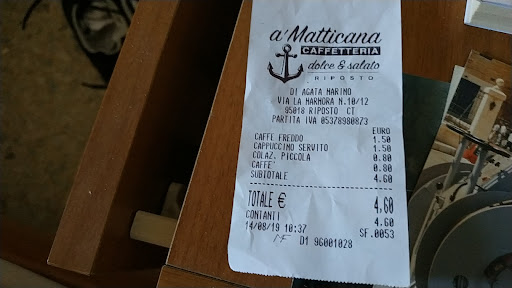 a' Matticana
CAFFETTERIA
dolce & salato
RIPOSTO
DI AGATA MARINO
VIA LA MARMORA N.10/12
95018 RIPOSTO CT
PARTITA IVA 05378980873
EURO
CAFFE FREDDO 1.50
CAPPUCCINO SERVITO 1.50
COLAZ. PICCOLA 0.80
CAFFE' 0.80
SUBTOTALE 4.60
TOTALE € 4,60
CONTANTI 4.60
14/08/19 10:37 SF.0053
MF D1 96001028